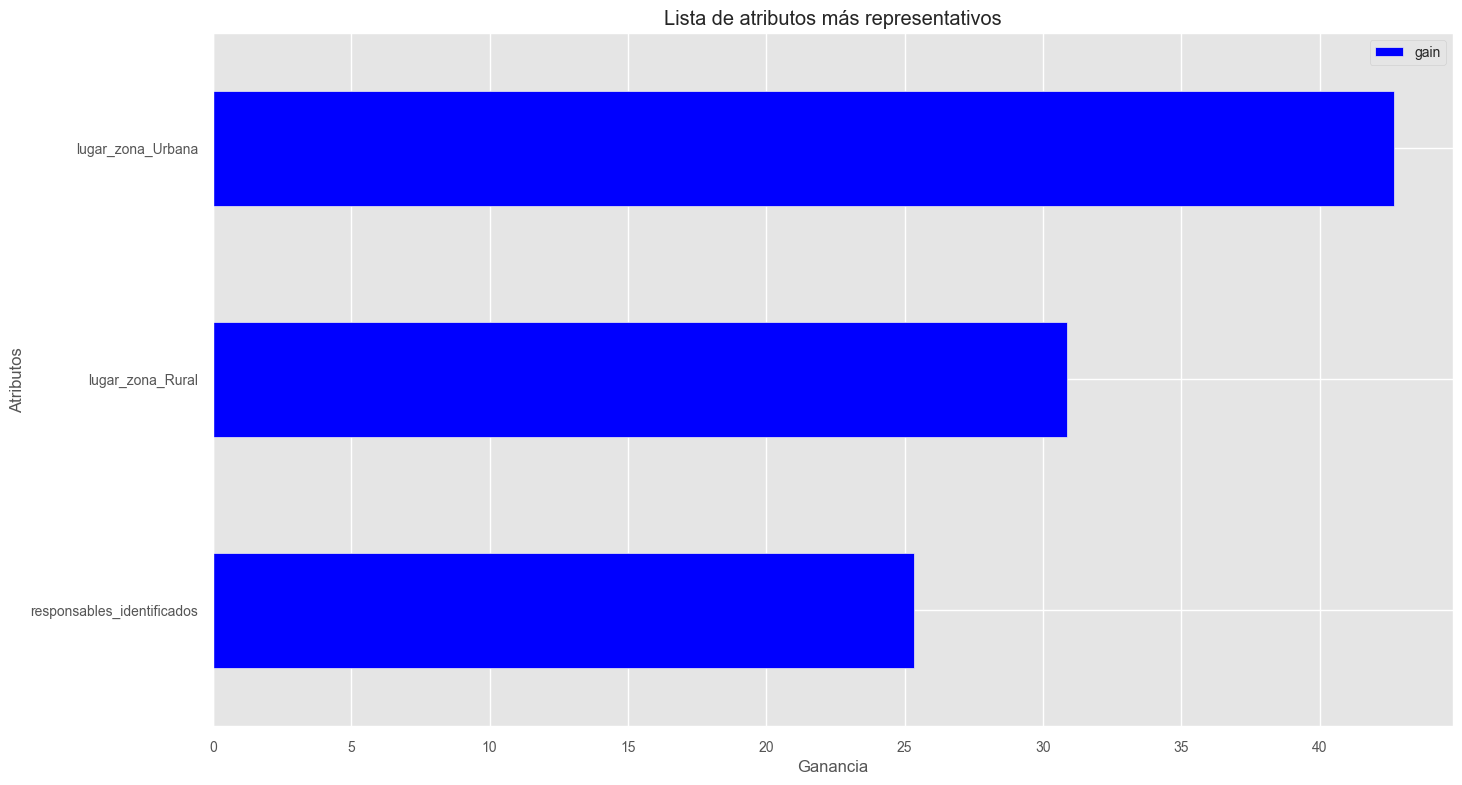 Lista de atributos más representativos
gain
lugar_zona_Urbana
lugar_zona_Rural
responsables_identificados
Atributos
0 5 10 15 20 25 30 35 40
Ganancia